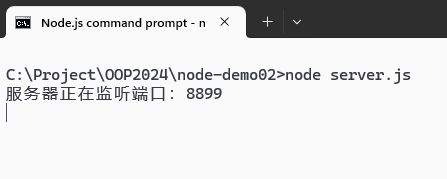 Node.js command prompt - n
C:\Project\OOP2024\node-demo02>node server.js
服务器正在监听端口：8899